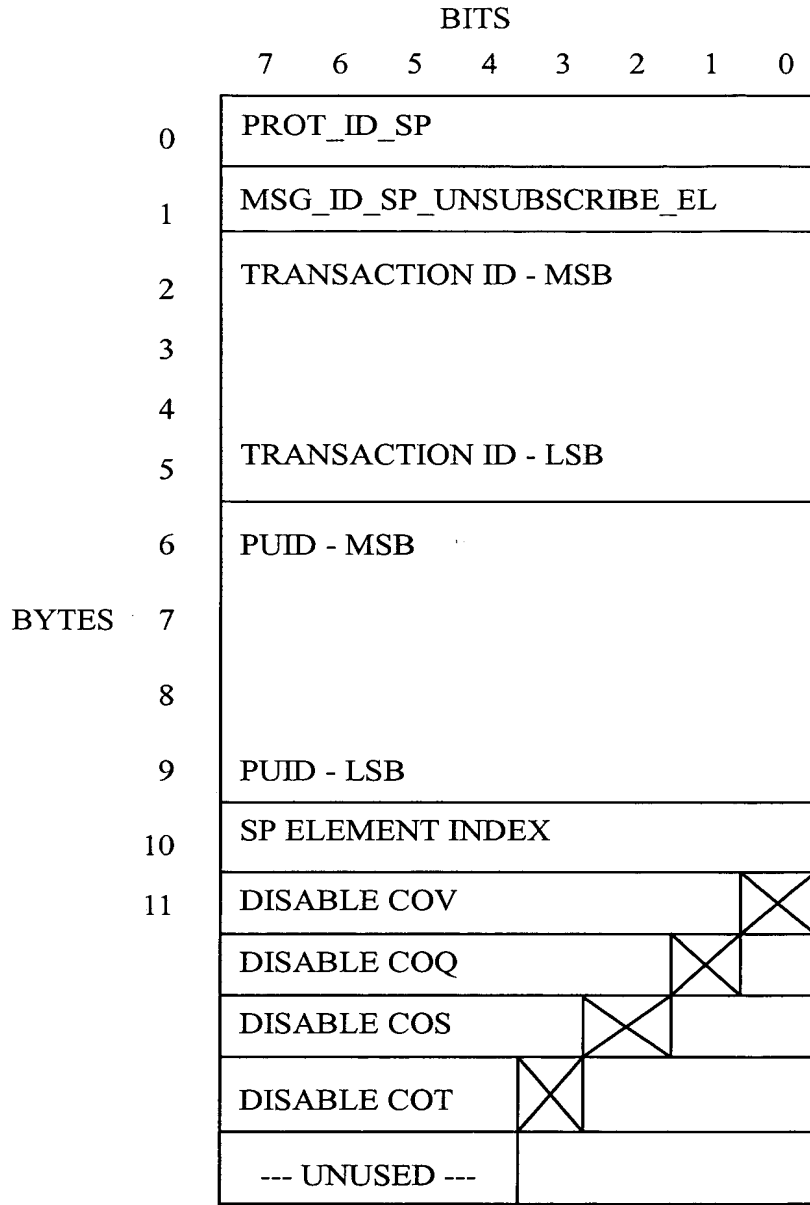 BITS
7 6 5 4 3 2 1 0
0 PROT_ID_SP
1 MSG_ID_SP_UNSUBSCRIBE_EL
2 TRANSACTION ID - MSB
3
4
5 TRANSACTION ID - LSB
6 PUID - MSB
BYTES 7
8
9 PUID - LSB
10 SP ELEMENT INDEX
11 DISABLE COV
DISABLE COQ
DISABLE COS
DISABLE COT
--- UNUSED ---